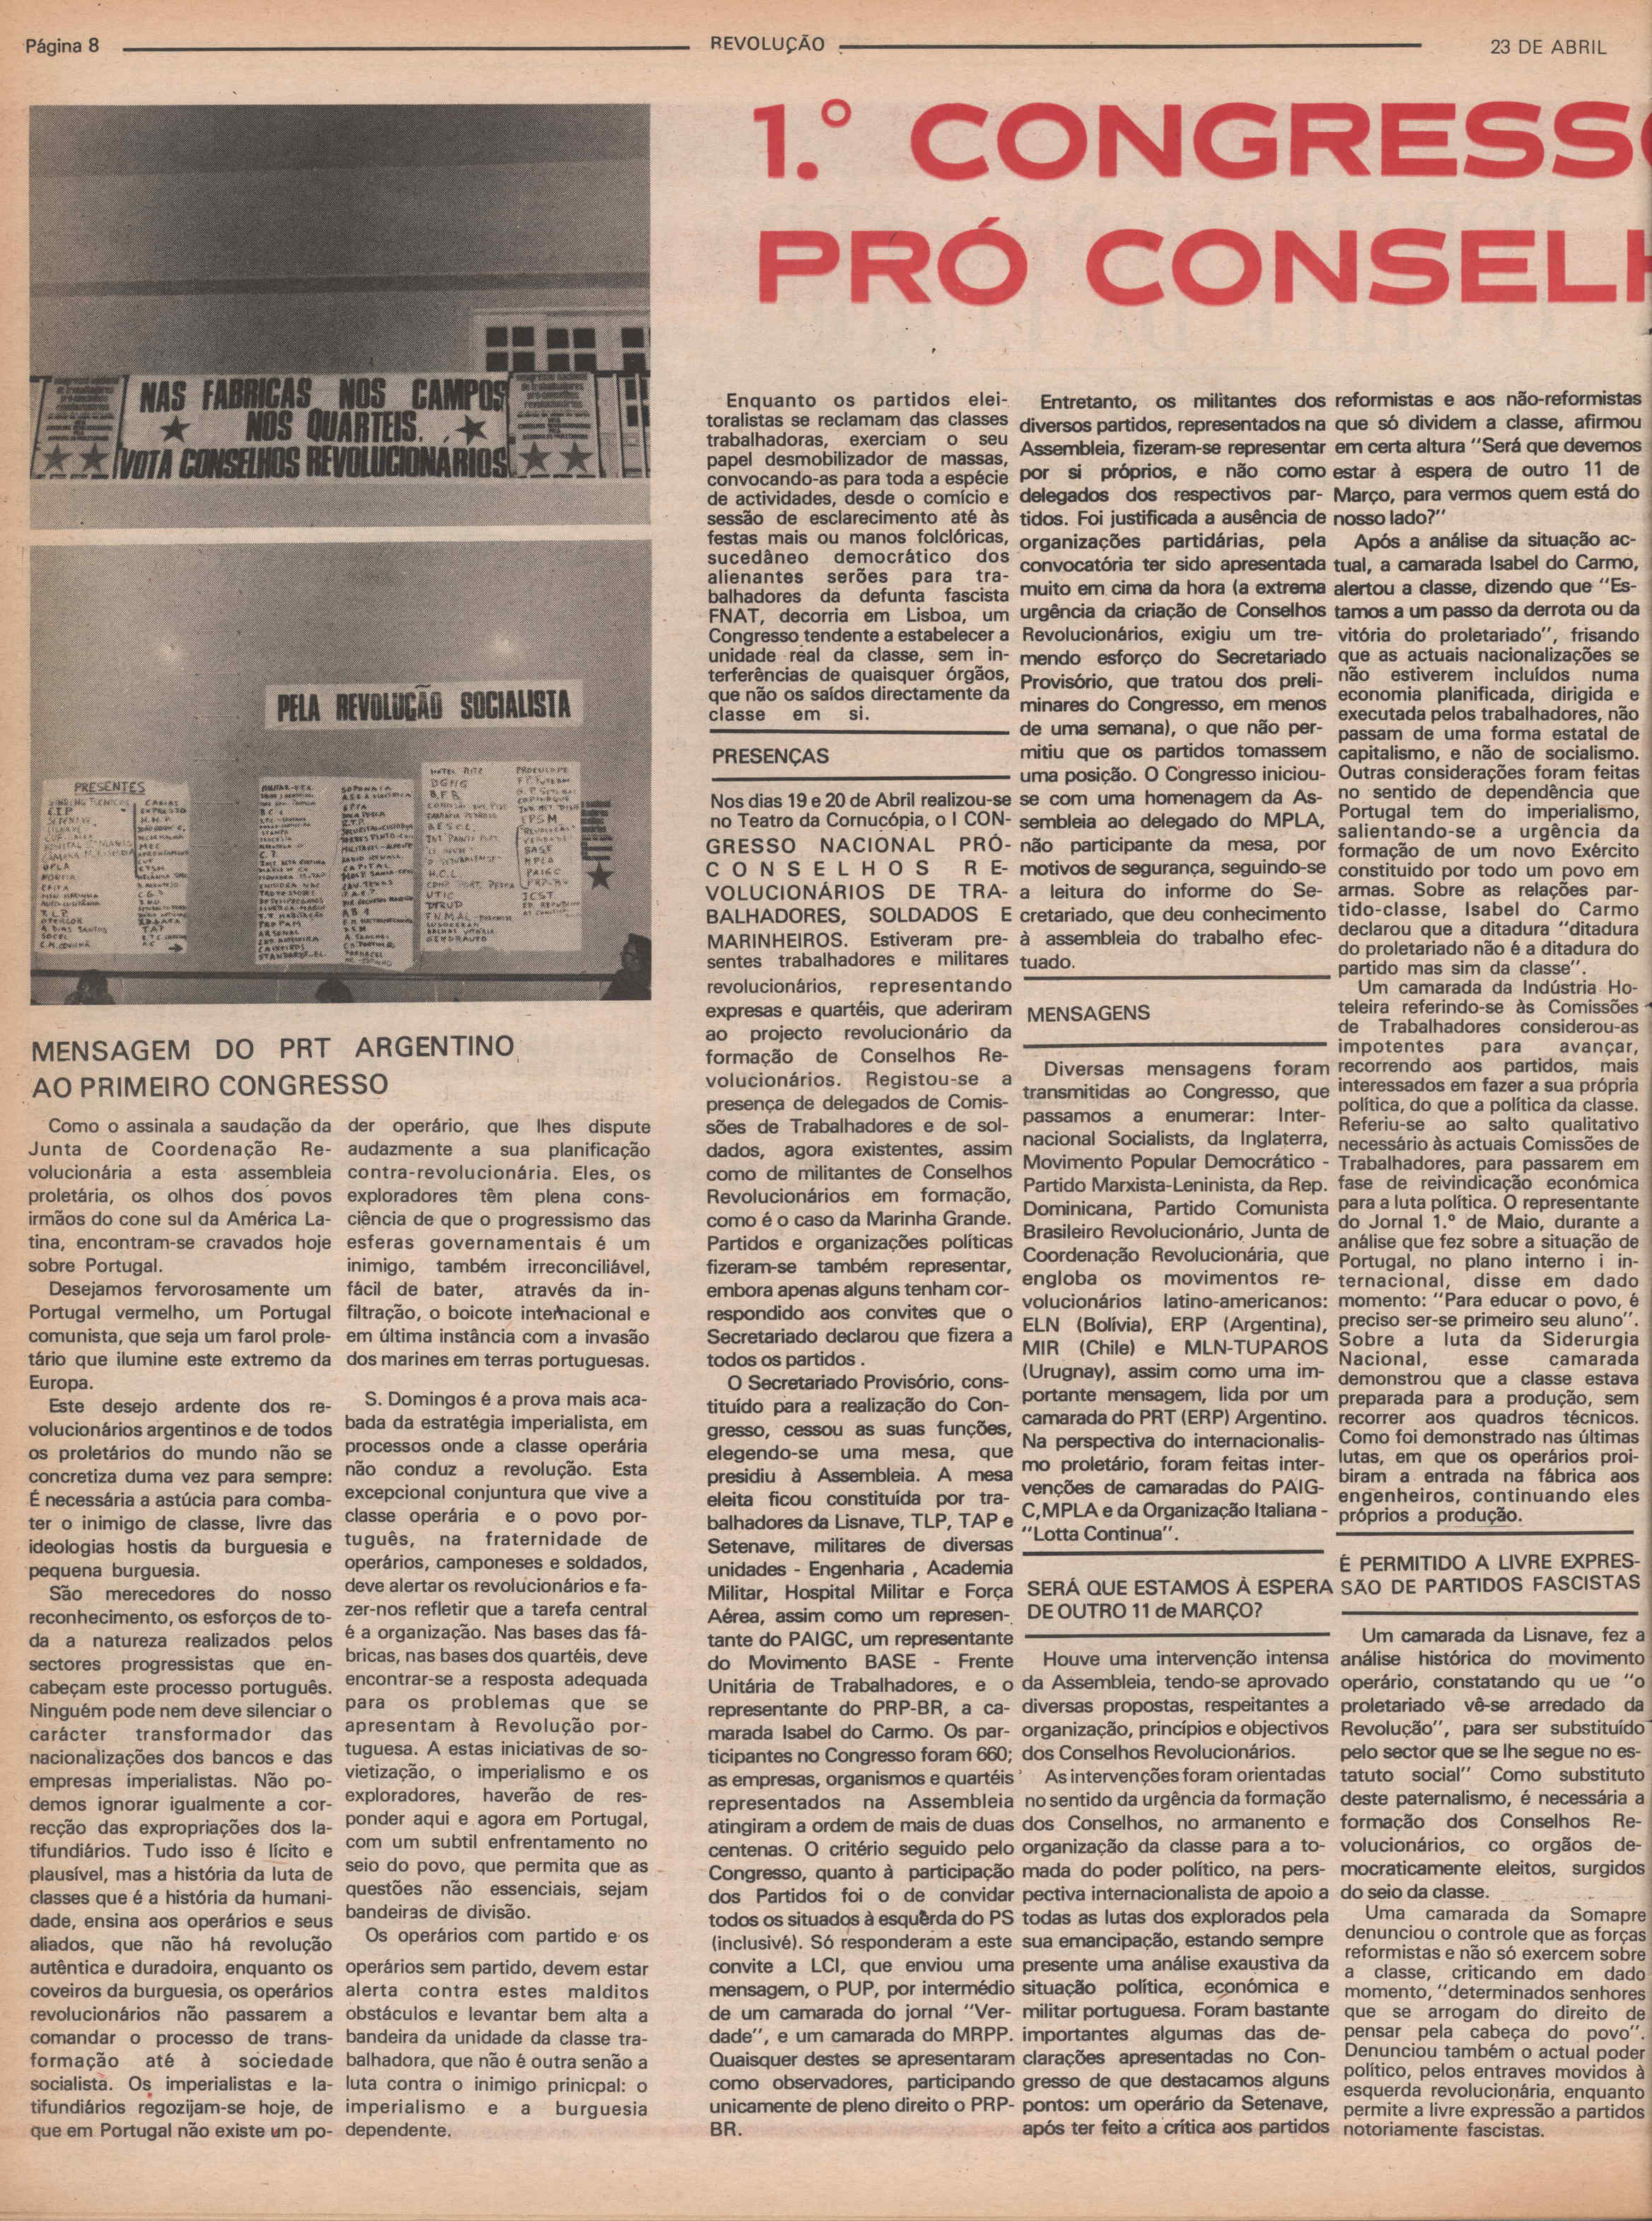 Página 8
REVOLUÇÃO
23 DE ABRIL
1.º CONGRESSO
PRÓ CONSELH
NAS FABRICAS NOS CAMPOS
NOS QUARTEIS.
VOTA CONSELHOS REVOLUCIONARIOS
PELA REVOLUÇÃO SOCIALISTA
PRESENTES
MENSAGEM DO PRT ARGENTINO
AO PRIMEIRO CONGRESSO
Como o assinala a saudação da
Junta de Coordenação Re-
volucionária a esta assembleia
proletária, os olhos dos povos
irmãos do cone sul da América La-
tina, encontram-se cravados hoje
sobre Portugal.
Desejamos fervorosamente um
Portugal vermelho, um Portugal
comunista, que seja um farol prole-
tário que ilumine este extremo da
Europa.
Este desejo ardente dos re-
volucionários argentinos e de todos
os proletários do mundo não se
concretiza duma vez para sempre:
É necessária a astúcia para comba-
ter o inimigo de classe, livre das
ideologias hostis da burguesia e
pequena burguesia.
São merecedores do nosso
reconhecimento, os esforços de to-
da a natureza realizados pelos
sectores progressistas que en-
cabeçam este processo português.
Ninguém pode nem deve silenciar o
carácter transformador das
nacionalizações dos bancos e das
empresas imperialistas. Não po-
demos ignorar igualmente a cor-
recção das expropriações dos la-
tifundiários. Tudo isso é lícito e
plausível, mas a história da luta de
classes que é a história da humani-
dade, ensina aos operários e seus
aliados, que não há revolução
autêntica e duradoira, enquanto os
coveiros da burguesia, os operários
revolucionários não passarem a
comandar o processo de trans-
formação até à sociedade
socialista. Os imperialistas e la-
tifundiários regozijam-se hoje, de
que em Portugal não existe um po-
der operário, que lhes dispute
audazmente a sua planificação
contra-revolucionária. Eles, os
exploradores têm plena cons-
ciência de que o progressismo das
esferas governamentais é um
inimigo, também irreconciliável,
fácil de bater, através da in-
filtração, o boicote internacional e
em última instância com a invasão
dos marines em terras portuguesas.
S. Domingos é a prova mais aca-
bada da estratégia imperialista, em
processos onde a classe operária
não conduz a revolução. Esta
excepcional conjuntura que vive a
classe operária e o povo por-
tuguês, na fraternidade de
operários, camponeses e soldados,
deve alertar os revolucionários e fa-
zer-nos refletir que a tarefa central
é a organização. Nas bases das fá-
bricas, nas bases dos quartéis, deve
encontrar-se a resposta adequada
para os problemas que se
apresentam à Revolução por-
tuguesa. A estas iniciativas de so-
vietização, o imperialismo e os
exploradores, haverão de res-
ponder aqui e agora em Portugal,
com um subtil enfrentamento no
seio do povo, que permita que as
questões não essenciais, sejam
bandeiras de divisão.
Os operários com partido e os
operários sem partido, devem estar
alerta contra estes malditos
obstáculos e levantar bem alta a
bandeira da unidade da classe tra-
balhadora, que não é outra senão a
luta contra o inimigo prinicpal: o
imperialismo e a burguesia
dependente.
Enquanto os partidos elei-
toralistas se reclamam das classes
trabalhadoras, exerciam o seu
papel desmobilizador de massas,
convocando-as para toda a espécie
de actividades, desde o comício e
sessão de esclarecimento até às
festas mais ou manos folclóricas,
sucedâneo democrático dos
alienantes serões para tra-
balhadores da defunta fascista
FNAT, decorria em Lisboa, um
Congresso tendente a estabelecer a
unidade real da classe, sem in-
terferências de quaisquer órgãos,
que não os saídos directamente da
classe em si.
PRESENÇAS
Nos dias 19 e 20 de Abril realizou-se
no Teatro da Cornucópia, o I CON-
GRESSO NACIONAL PRÓ-
CONSELHOS RE-
VOLUCIONÁRIOS DE TRA-
BALHADORES, SOLDADOS E
MARINHEIROS. Estiveram pre-
sentes trabalhadores e militares
revolucionários, representando
expresas e quartéis, que aderiram
ao projecto revolucionário da
formação de Conselhos Re-
volucionários. Registou-se a
presença de delegados de Comis-
sões de Trabalhadores e de sol-
dados, agora existentes, assim
como de militantes de Conselhos
Revolucionários em formação,
como é o caso da Marinha Grande.
Partidos e organizações políticas
fizeram-se também representar,
embora apenas alguns tenham cor-
respondido aos convites que o
Secretariado declarou que fizera a
todos os partidos .
O Secretariado Provisório, cons-
tituído para a realização do Con-
gresso, cessou as suas funções,
elegendo-se uma mesa, que
presidiu à Assembleia. A mesa
eleita ficou constituída por tra-
balhadores da Lisnave, TLP, TAP e
Setenave, militares de diversas
unidades - Engenharia , Academia
Militar, Hospital Militar e Força
Aérea, assim como um represen-
tante do PAIGC, um representante
do Movimento BASE - Frente
Unitária de Trabalhadores, e o
representante do PRP-BR, a ca-
marada Isabel do Carmo. Os par-
ticipantes no Congresso foram 660;
as empresas, organismos e quartéis
representados na Assembleia
atingiram a ordem de mais de duas
centenas. O critério seguido pelo
Congresso, quanto à participação
dos Partidos foi o de convidar
todos os situados à esquerda do PS
(inclusivé). Só responderam a este
convite a LCI, que enviou uma
mensagem, o PUP, por intermédio
de um camarada do jornal "Ver-
dade", e um camarada do MRPP.
Quaisquer destes se apresentaram
como observadores, participando
unicamente de pleno direito o PRP-
BR.
Entretanto, os militantes dos
diversos partidos, representados na
Assembleia, fizeram-se representar
por si próprios, e não como
delegados dos respectivos par-
tidos. Foi justificada a ausência de
organizações partidárias, pela
convocatória ter sido apresentada
muito em cima da hora (a extrema
urgência da criação de Conselhos
Revolucionários, exigiu um tre-
mendo esforço do Secretariado
Provisório, que tratou dos preli-
minares do Congresso, em menos
de uma semana), o que não per-
mitiu que os partidos tomassem
uma posição. O Congresso iniciou-
se com uma homenagem da As-
sembleia ao delegado do MPLA,
não participante da mesa, por
motivos de segurança, seguindo-se
a leitura do informe do Se-
cretariado, que deu conhecimento
à assembleia do trabalho efec-
tuado.
MENSAGENS
Diversas mensagens foram
transmitidas ao Congresso, que
passamos a enumerar: Inter-
nacional Socialists, da Inglaterra,
Movimento Popular Democrático -
Partido Marxista-Leninista, da Rep.
Dominicana, Partido Comunista
Brasileiro Revolucionário, Junta de
Coordenação Revolucionária, que
engloba os movimentos re-
volucionários latino-americanos:
ELN (Bolívia), ERP (Argentina),
MIR (Chile) e MLN-TUPAROS
(Urugnay), assim como uma im-
portante mensagem, lida por um
camarada do PRT (ERP) Argentino.
Na perspectiva do internacionalis-
mo proletário, foram feitas inter-
venções de camaradas do PAIG-
C,MPLA e da Organização Italiana -
"Lotta Continua".
SERÁ QUE ESTAMOS À ESPERA
DE OUTRO 11 de MARÇO?
Houve uma intervenção intensa
da Assembleia, tendo-se aprovado
diversas propostas, respeitantes a
organização, princípios e objectivos
dos Conselhos Revolucionários.
As intervenções foram orientadas
no sentido da urgência da formação
dos Conselhos, no armanento e
organização da classe para a to-
mada do poder político, na pers-
pectiva internacionalista de apoio a
todas as lutas dos explorados pela
sua emancipação, estando sempre
presente uma análise exaustiva da
situação política, económica e
militar portuguesa. Foram bastante
importantes algumas das de-
clarações apresentadas no Con-
gresso de que destacamos alguns
pontos: um operário da Setenave,
após ter feito a crítica aos partidos
reformistas e aos não-reformistas
que só dividem a classe, afirmou
em certa altura "Será que devemos
estar à espera de outro 11 de
Março, para vermos quem está do
nosso lado?"
Após a análise da situação ac-
tual, a camarada Isabel do Carmo,
alertou a classe, dizendo que "Es-
tamos a um passo da derrota ou da
vitória do proletariado", frisando
que as actuais nacionalizações se
não estiverem incluídos numa
economia planificada, dirigida e
executada pelos trabalhadores, não
passam de uma forma estatal de
capitalismo, e não de socialismo.
Outras considerações foram feitas
no sentido de dependência que
Portugal tem do imperialismo,
salientando-se a urgência da
formação de um novo Exército
constituído por todo um povo em
armas. Sobre as relações par-
tido-classe, Isabel do Carmo
declarou que a ditadura "ditadura
do proletariado não é a ditadura do
partido mas sim da classe".
Um camarada da Indústria Ho-
teleira referindo-se às Comissões
de Trabalhadores considerou-as
impotentes para avançar,
recorrendo aos partidos, mais
interessados em fazer a sua própria
política, do que a política da classe.
Referiu-se ao salto qualitativo
necessário às actuais Comissões de
Trabalhadores, para passarem em
fase de reivindicação económica
para a luta política. O representante
do Jornal 1.º de Maio, durante a
análise que fez sobre a situação de
Portugal, no plano interno i in-
ternacional, disse em dado
momento: "Para educar o povo, é
preciso ser-se primeiro seu aluno".
Sobre a luta da Siderurgia
Nacional, esse camarada
demonstrou que a classe estava
preparada para a produção, sem
recorrer aos quadros técnicos.
Como foi demonstrado nas últimas
lutas, em que os operários proi-
biram a entrada na fábrica aos
engenheiros, continuando eles
próprios a produção.
É PERMITIDO A LIVRE EXPRES-
SÃO DE PARTIDOS FASCISTAS
Um camarada da Lisnave, fez a
análise histórica do movimento
operário, constatando qu ue "o
proletariado vê-se arredado da
Revolução", para ser substituído
pelo sector que se lhe segue no es-
tatuto social" Como substituto
deste paternalismo, é necessária a
formação dos Conselhos Re-
volucionários, co orgãos de-
mocraticamente eleitos, surgidos
do seio da classe.
Uma camarada da Somapre
denunciou o controle que as forças
reformistas e não só exercem sobre
a classe, criticando em dado
momento, "determinados senhores
que se arrogam do direito de
pensar pela cabeça do povo".
Denunciou também o actual poder
político, pelos entraves movidos à
esquerda revolucionária, enquanto
permite a livre expressão a partidos
notoriamente fascistas.